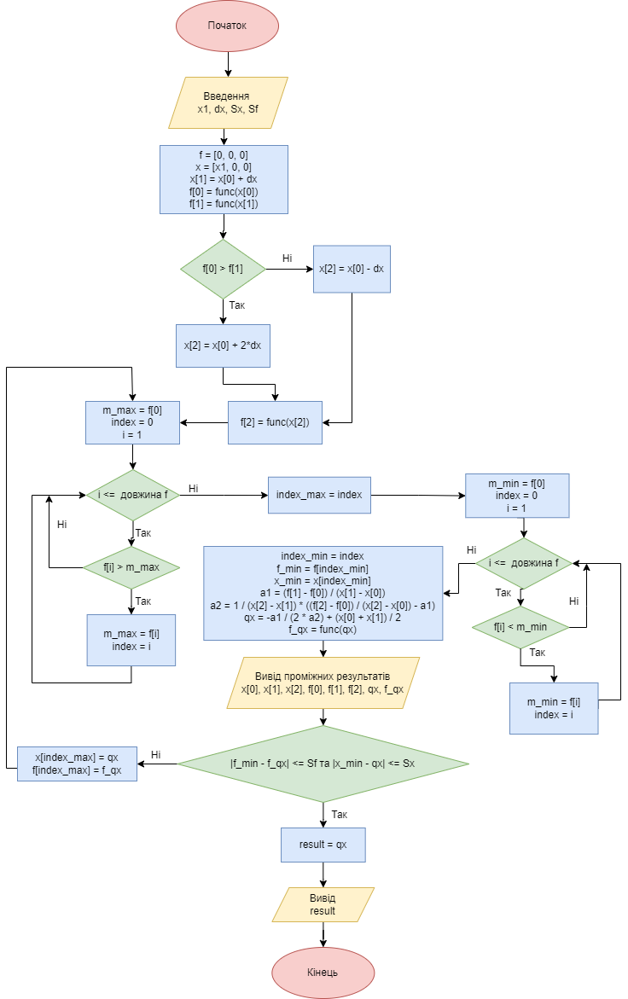 Початок
Введення
x1, dx, Sx, Sf
f = [0, 0, 0]
x = [x1, 0, 0]
x[1] = x[0] + dx
f[0] = func(x[0])
f[1] = func(x[1])
f[0] > f[1]
Ні
x[2] = x[0] - dx
Так
x[2] = x[0] + 2*dx
f[2] = func(x[2])
m_max = f[0]
index = 0
i = 1
i <= довжина f
Ні
index_max = index
m_min = f[0]
index = 0
i = 1
Так
Ні
f[i] > m_max
Так
m_max = f[i]
index = i
i <= довжина f
Ні
Так
Ні
f[i] < m_min
Так
m_min = f[i]
index = i
index_min = index
f_min = f[index_min]
x_min = x[index_min]
a1 = (f[1] - f[0]) / (x[1] - x[0])
a2 = 1 / (x[2] - x[1]) * ((f[2] - f[0]) / (x[2] - x[0]) - a1)
qx = -a1 / (2 * a2) + (x[0] + x[1]) / 2
f_qx = func(qx)
Вивід проміжних результатів
x[0], x[1], x[2], f[0], f[1], f[2], qx, f_qx
|f_min - f_qx| <= Sf та |x_min - qx| <= Sx
Ні
x[index_max] = qx
f[index_max] = f_qx
Так
result = qx
Вивід
result
Кінець